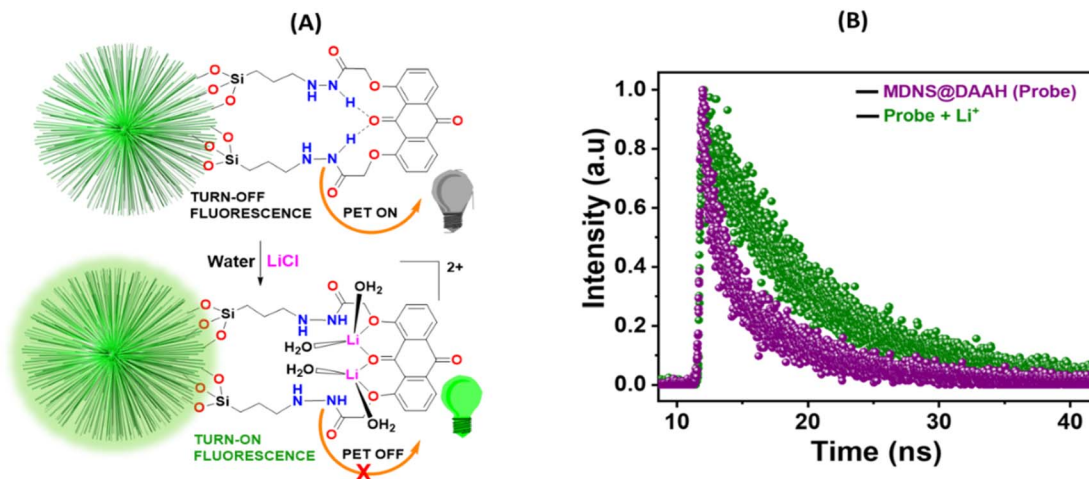 (A)
O
O
Si
O
N
H
N
H
O
O
O
O
O
O
Si
O
N
H
N
H
O
O
TURN-OFF
FLUORESCENCE
PET ON
Water
LiCl
2+
OH2
O
O
Si
O
H
N
NH
O
O
H2O
Li
O
O
H2O
Li
O
O
Si
O
N
H
NH
O
O
OH2
TURN-ON
FLUORESCENCE
PET OFF
X
(B)
MDNS@DAAH (Probe)
Probe + Li⁺
Intensity (a.u)
1.0
0.8
0.6
0.4
0.2
0.0
10
20
30
40
Time (ns)